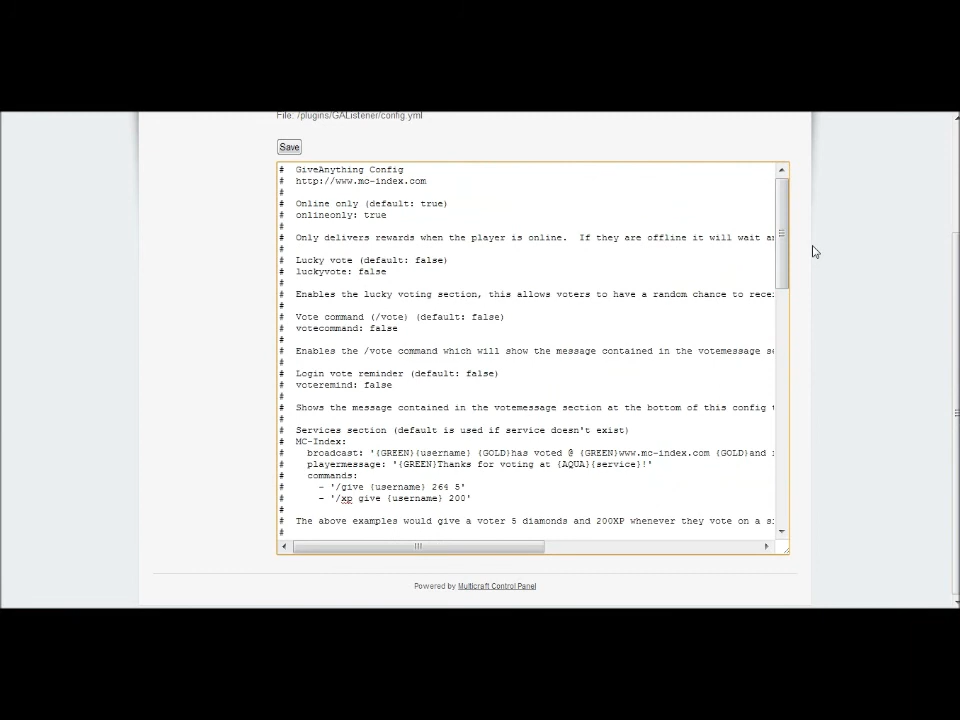 File: /plugins/GAListener/config.yml
Save
#  GiveAnything Config
#  http://www.mc-index.com
#
#  Online only (default: true)
#  onlineonly: true
#
#  Only delivers rewards when the player is online.  If they are offline it will wait
#
#  Lucky vote (default: false)
#  luckyvote: false
#
#  Enables the lucky voting section, this allows voters to have a random chance to
#
#  Vote command (/vote) (default: false)
#  votecommand: false
#
#  Enables the /vote command which will show the message contained in the votemessage
#
#  Login vote reminder (default: false)
#  voteremind: false
#
#  Shows the message contained in the votemessage section at the bottom of this config
#
#  Services section (default is used if service doesn't exist)
#  MC-Index:
#    broadcast: '{GREEN}{username} {GOLD}has voted @ {GREEN}www.mc-index.com {GOLD}and
#    playermessage: '{GREEN}Thanks for voting at {AQUA}{service}!'
#    commands:
#      - '/give {username} 264 5'
#      - '/xp give {username} 200'
#
#  The above examples would give a voter 5 diamonds and 200XP whenever they vote on a
#
Powered by Multicraft Control Panel